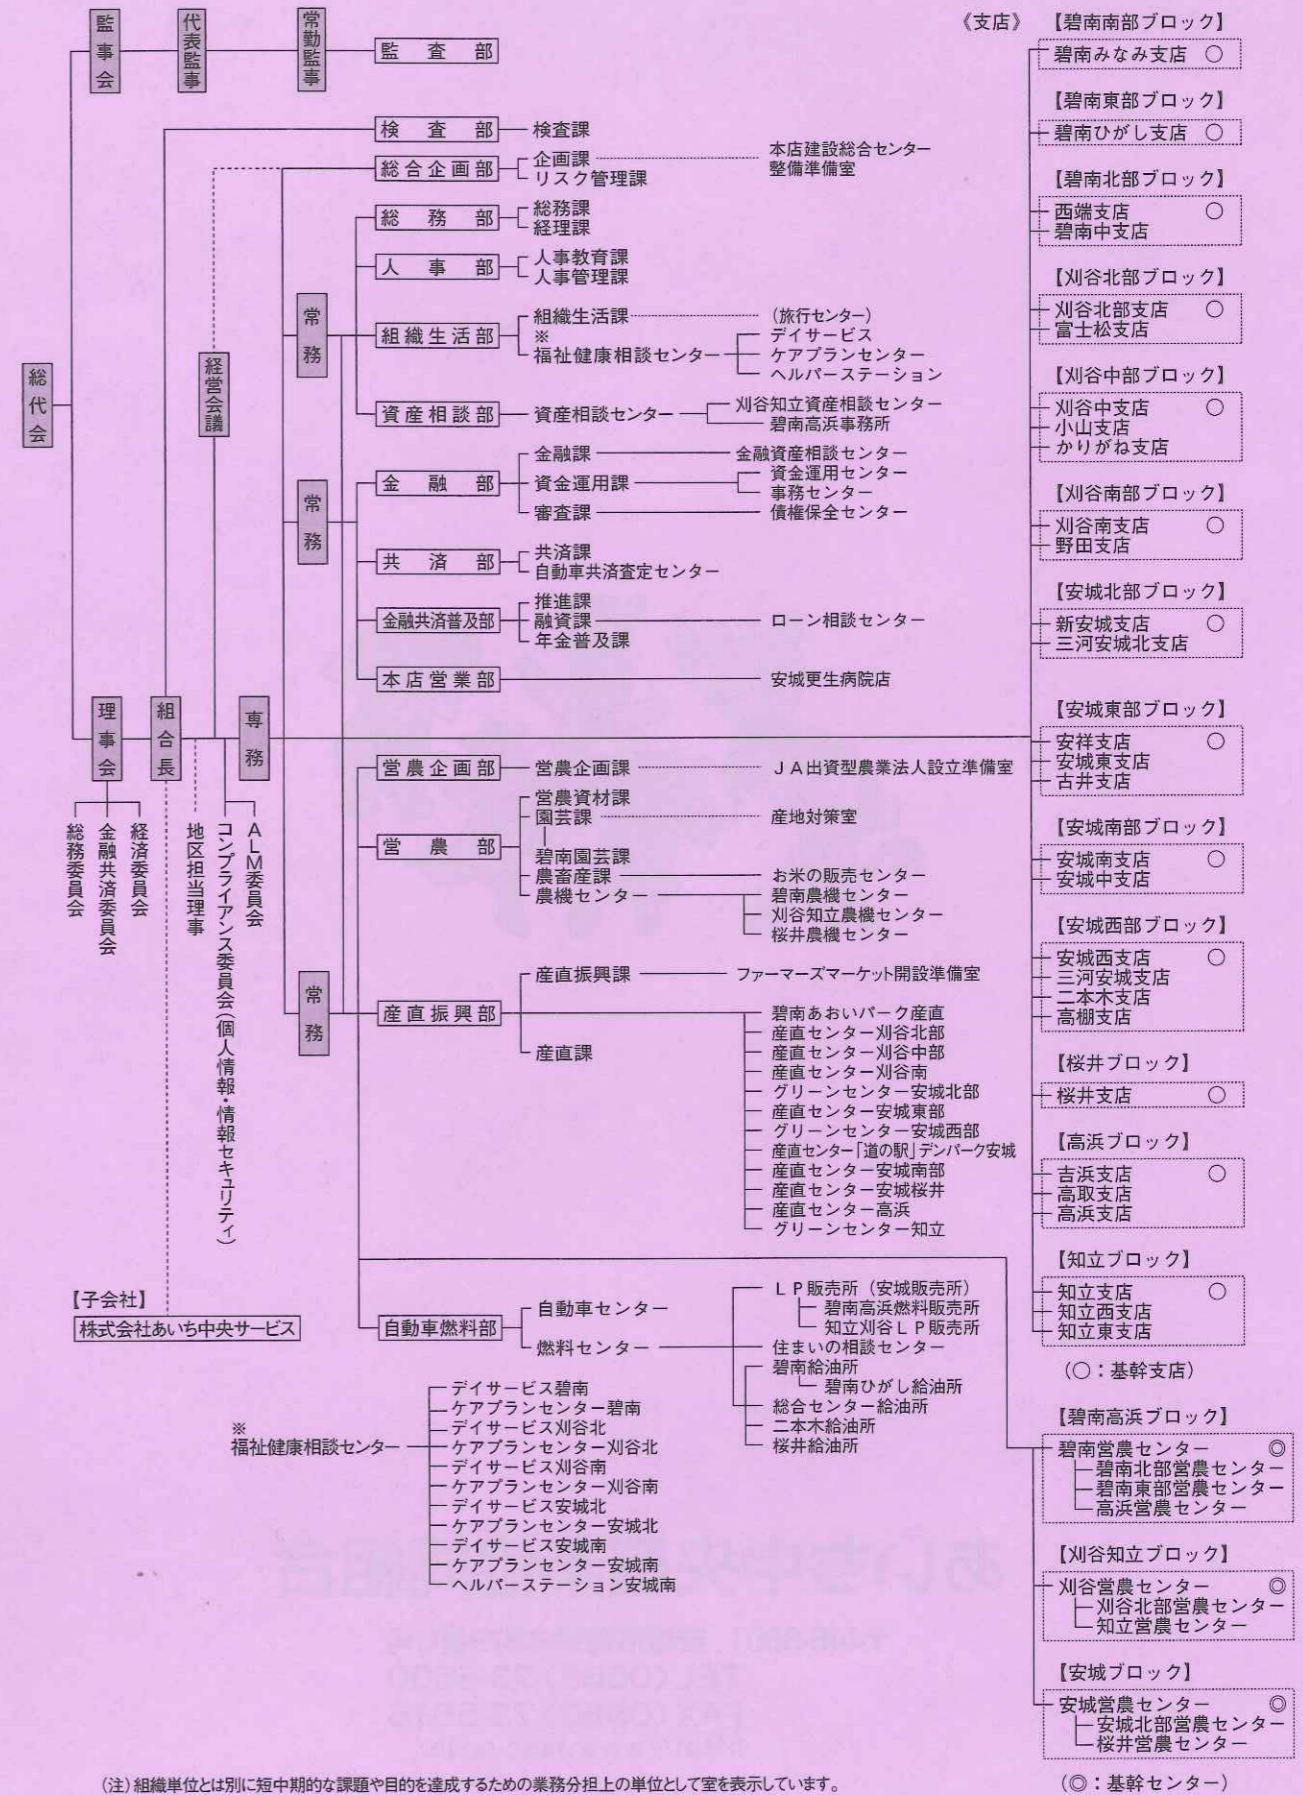 監事会
代表監事
常勤監事
監査部
検査部
検査課
総合企画部
企画課
本店建設総合センター
整備準備室
リスク管理課
総務部
総務課
経理課
人事部
人事教育課
人事管理課
常務
組織生活部
組織生活課
(旅行センター)
※
福祉健康相談センター
デイサービス
ケアプランセンター
ヘルパーステーション
総代会
経営会議
資産相談部
資産相談センター
刈谷知立資産相談センター
碧南高浜事務所
常務
金融部
金融課
金融資産相談センター
資金運用課
資金運用センター
事務センター
審査課
債権保全センター
共済部
共済課
自動車共済査定センター
金融共済普及部
推進課
融資課
ローン相談センター
年金普及課
本店営業部
安城更生病院店
理事会
組合長
専務
総務委員会
金融共済委員会
経済委員会
地区担当理事
コンプライアンス委員会(個人情報・情報セキュリティ)
ALM委員会
営農企画部
営農企画課
JA出資型農業法人設立準備室
営農部
営農資材課
園芸課
産地対策室
碧南園芸課
農畜産課
お米の販売センター
農機センター
碧南農機センター
刈谷知立農機センター
桜井農機センター
常務
産直振興部
産直振興課
ファーマーズマーケット開設準備室
産直課
碧南あおいパーク産直
産直センター刈谷北部
産直センター刈谷中部
産直センター刈谷南
グリーンセンター安城北部
産直センター安城東部
グリーンセンター安城西部
産直センター「道の駅」デンパーク安城
産直センター安城南部
産直センター安城桜井
産直センター高浜
グリーンセンター知立
【子会社】
株式会社あいち中央サービス
自動車燃料部
自動車センター
燃料センター
LP販売所(安城販売所)
碧南高浜燃料販売所
知立刈谷LP販売所
住まいの相談センター
碧南給油所
碧南ひがし給油所
総合センター給油所
二本木給油所
桜井給油所
※
福祉健康相談センター
デイサービス碧南
ケアプランセンター碧南
デイサービス刈谷北
ケアプランセンター刈谷北
デイサービス刈谷南
ケアプランセンター刈谷南
デイサービス安城北
ケアプランセンター安城北
デイサービス安城南
ケアプランセンター安城南
ヘルパーステーション安城南
《支店》
【碧南南部ブロック】
碧南みなみ支店 ○
【碧南東部ブロック】
碧南ひがし支店 ○
【碧南北部ブロック】
西端支店 ○
碧南中支店
【刈谷北部ブロック】
刈谷北部支店 ○
富士松支店
【刈谷中部ブロック】
刈谷中支店 ○
小山支店
かりがね支店
【刈谷南部ブロック】
刈谷南支店 ○
野田支店
【安城北部ブロック】
新安城支店 ○
三河安城北支店
【安城東部ブロック】
安祥支店 ○
安城東支店
古井支店
【安城南部ブロック】
安城南支店 ○
安城中支店
【安城西部ブロック】
安城西支店 ○
三河安城支店
二本木支店
高棚支店
【桜井ブロック】
桜井支店 ○
【高浜ブロック】
吉浜支店 ○
高取支店
高浜支店
【知立ブロック】
知立支店 ○
知立西支店
知立東支店
(○:基幹支店)
【碧南高浜ブロック】
碧南営農センター ◎
碧南北部営農センター
碧南東部営農センター
高浜営農センター
【刈谷知立ブロック】
刈谷営農センター ◎
刈谷北部営農センター
知立営農センター
【安城ブロック】
安城営農センター ◎
安城北部営農センター
桜井営農センター
(◎:基幹センター)
(注)組織単位とは別に短中期的な課題や目的を達成するための業務分担上の単位として室を表示しています。